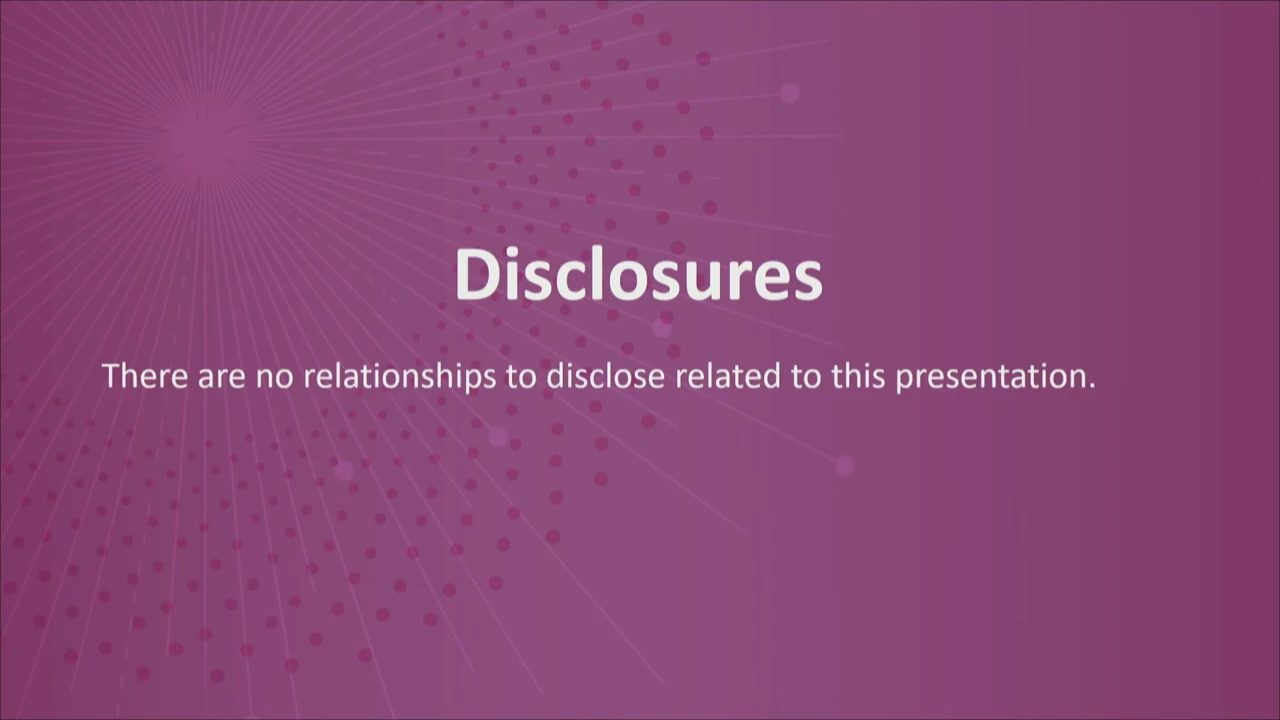 Disclosures
There are no relationships to disclose related to this presentation.